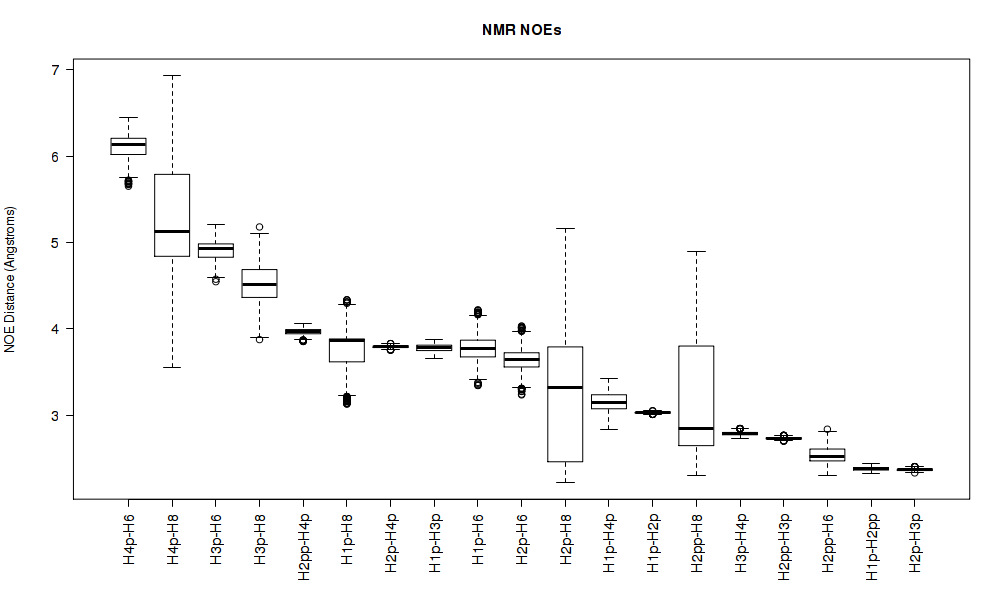 NMR NOEs
NOE Distance (Angstroms)
7
6
5
4
3
H4p-H6
H4p-H8
H3p-H6
H3p-H8
H2pp-H4p
H1p-H8
H2p-H4p
H1p-H3p
H1p-H6
H2p-H6
H2p-H8
H1p-H4p
H1p-H2p
H2pp-H8
H3p-H4p
H2pp-H3p
H2pp-H6
H1p-H2pp
H2p-H3p